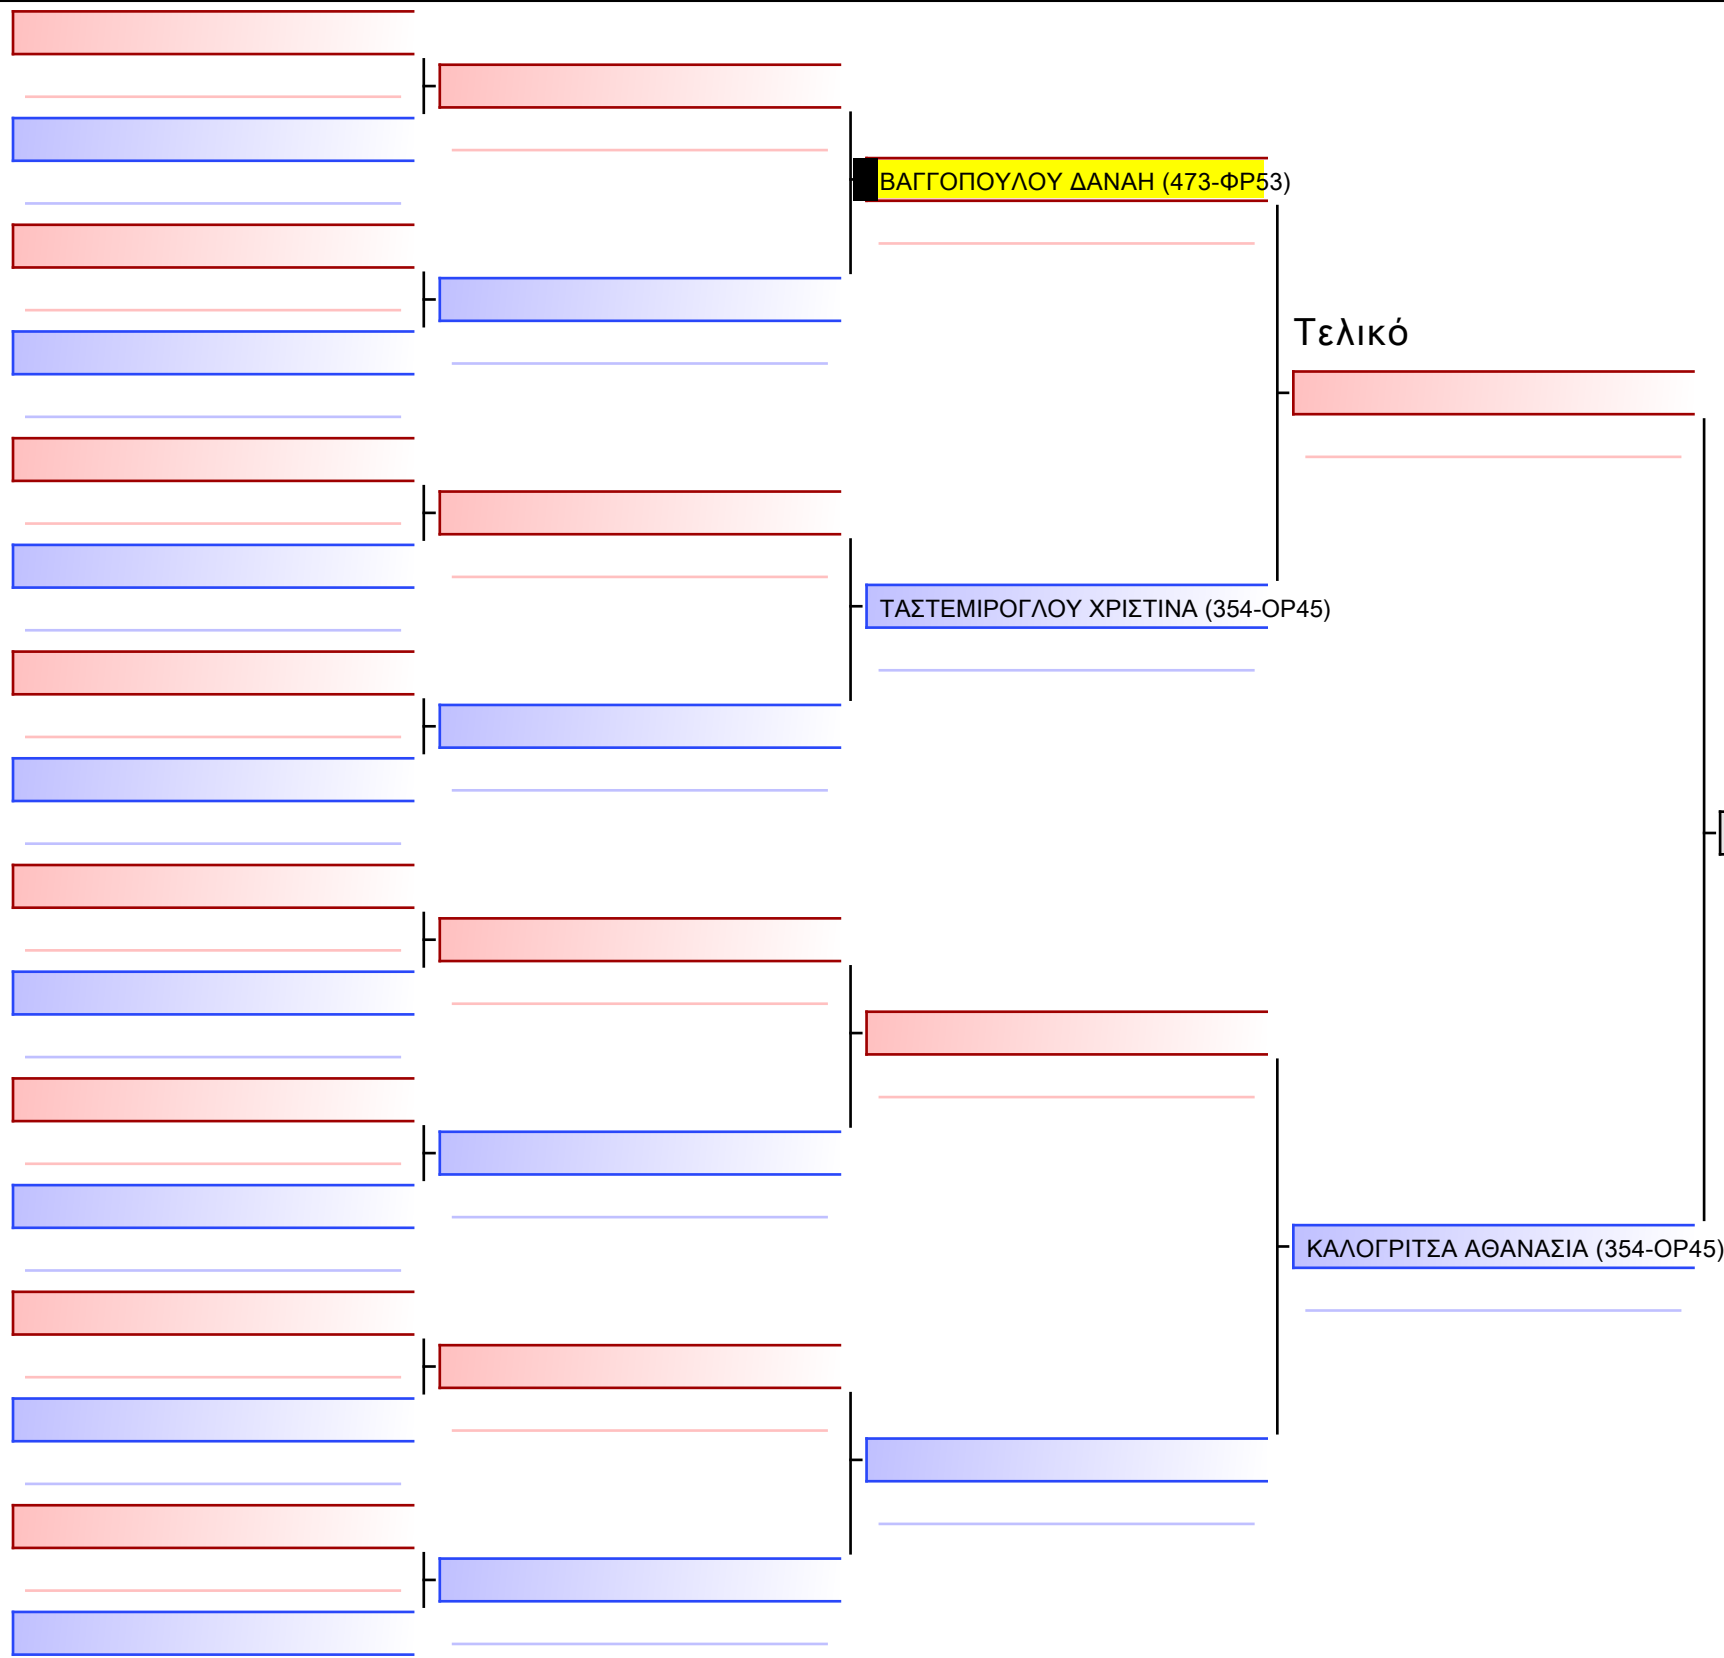 ΒΑΓΓΟΠΟΥΛΟΥ ΔΑΝΑΗ (473-ΦΡ53)
Τελικό
ΤΑΣΤΕΜΙΡΟΓΛΟΥ ΧΡΙΣΤΙΝΑ (354-ΟΡ45)
ΚΑΛΟΓΡΙΤΣΑ ΑΘΑΝΑΣΙΑ (354-ΟΡ45)